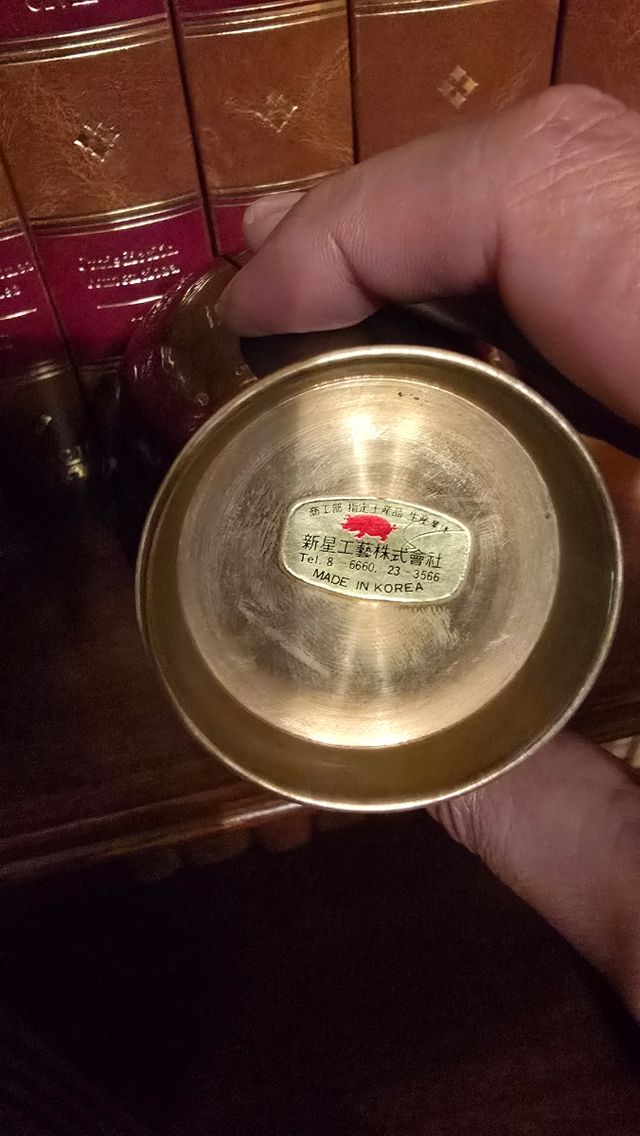 商工部 指定土産品 生産業体
新星工藝株式會社
Tel. 8-6660, 23-3566
MADE IN KOREA